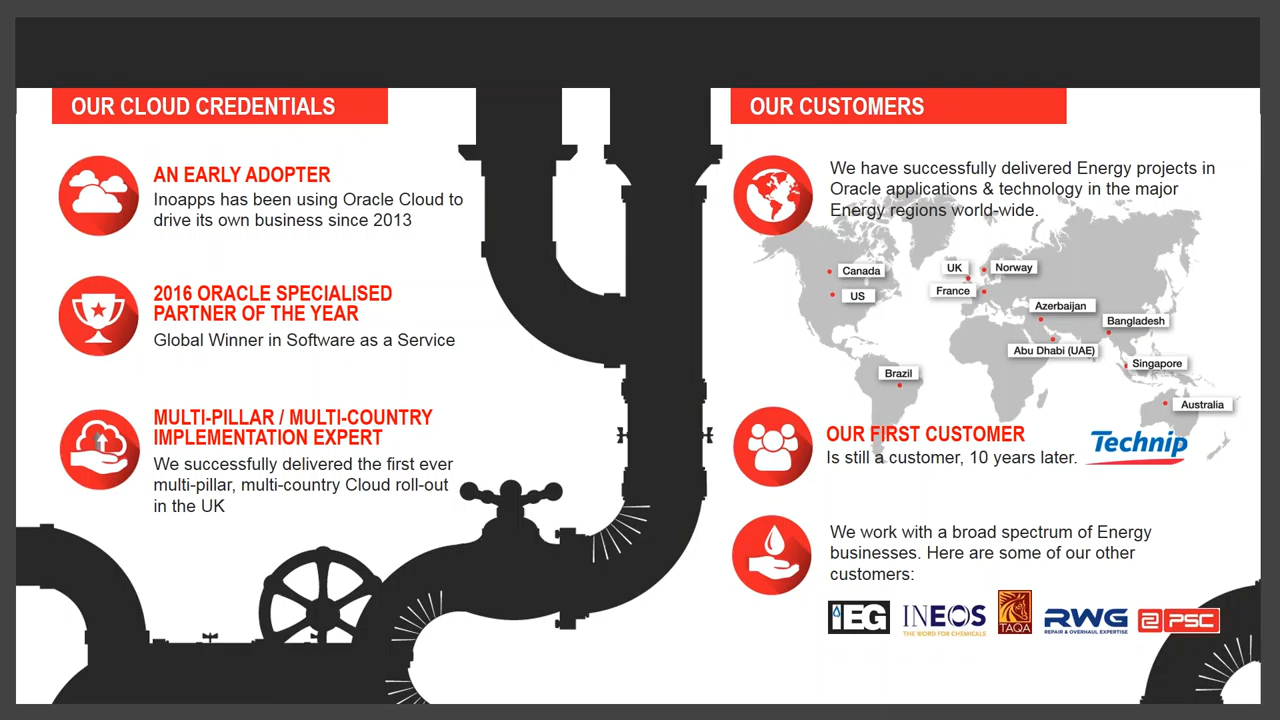 OUR CLOUD CREDENTIALS
AN EARLY ADOPTER
Inoapps has been using Oracle Cloud to
drive its own business since 2013
2016 ORACLE SPECIALISED
PARTNER OF THE YEAR
Global Winner in Software as a Service
MULTI-PILLAR / MULTI-COUNTRY
IMPLEMENTATION EXPERT
We successfully delivered the first ever
multi-pillar, multi-country Cloud roll-out
in the UK
OUR CUSTOMERS
We have successfully delivered Energy projects in
Oracle applications & technology in the major
Energy regions world-wide.
Canada
UK
Norway
US
France
Azerbaijan
Bangladesh
Abu Dhabi (UAE)
Singapore
Brazil
Australia
OUR FIRST CUSTOMER
Is still a customer, 10 years later.
Technip
We work with a broad spectrum of Energy
businesses. Here are some of our other
customers:
iEG
INEOS
THE WORD FOR CHEMICALS
TAQA
RWG
REPAIR & OVERHAUL EXPERTISE
PSC